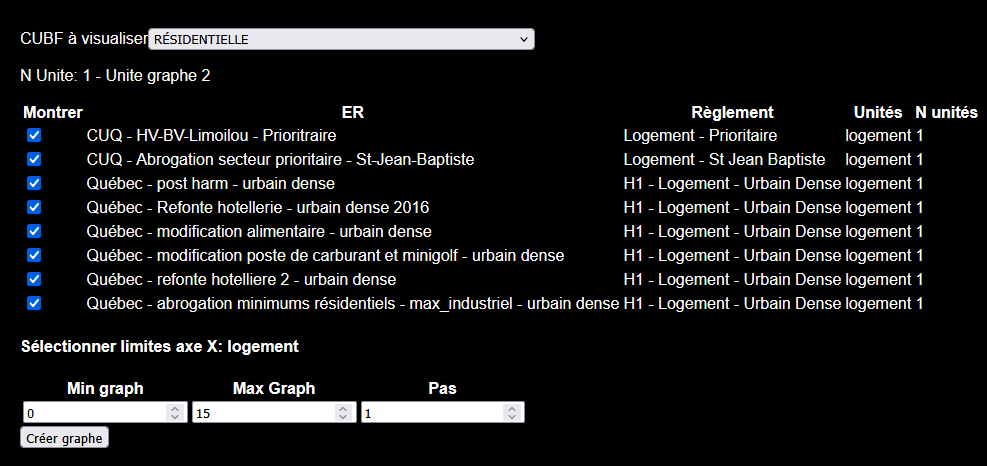 CUBF à visualiser RÉSIDENTIELLE
N Unite: 1 - Unite graphe 2
Montrer ER Règlement Unités N unités
CUQ - HV-BV-Limoilou - Prioritraire Logement - Prioritaire logement 1
CUQ - Abrogation secteur prioritaire - St-Jean-Baptiste Logement - St Jean Baptiste logement 1
Québec - post harm - urbain dense H1 - Logement - Urbain Dense logement 1
Québec - Refonte hotellerie - urbain dense 2016 H1 - Logement - Urbain Dense logement 1
Québec - modification alimentaire - urbain dense H1 - Logement - Urbain Dense logement 1
Québec - modification poste de carburant et minigolf - urbain dense H1 - Logement - Urbain Dense logement 1
Québec - refonte hotelliere 2 - urbain dense H1 - Logement - Urbain Dense logement 1
Québec - abrogation minimums résidentiels - max_industriel - urbain dense H1 - Logement - Urbain Dense logement 1
Sélectionner limites axe X: logement
Min graph Max Graph Pas
0 15 1
Créer graphe